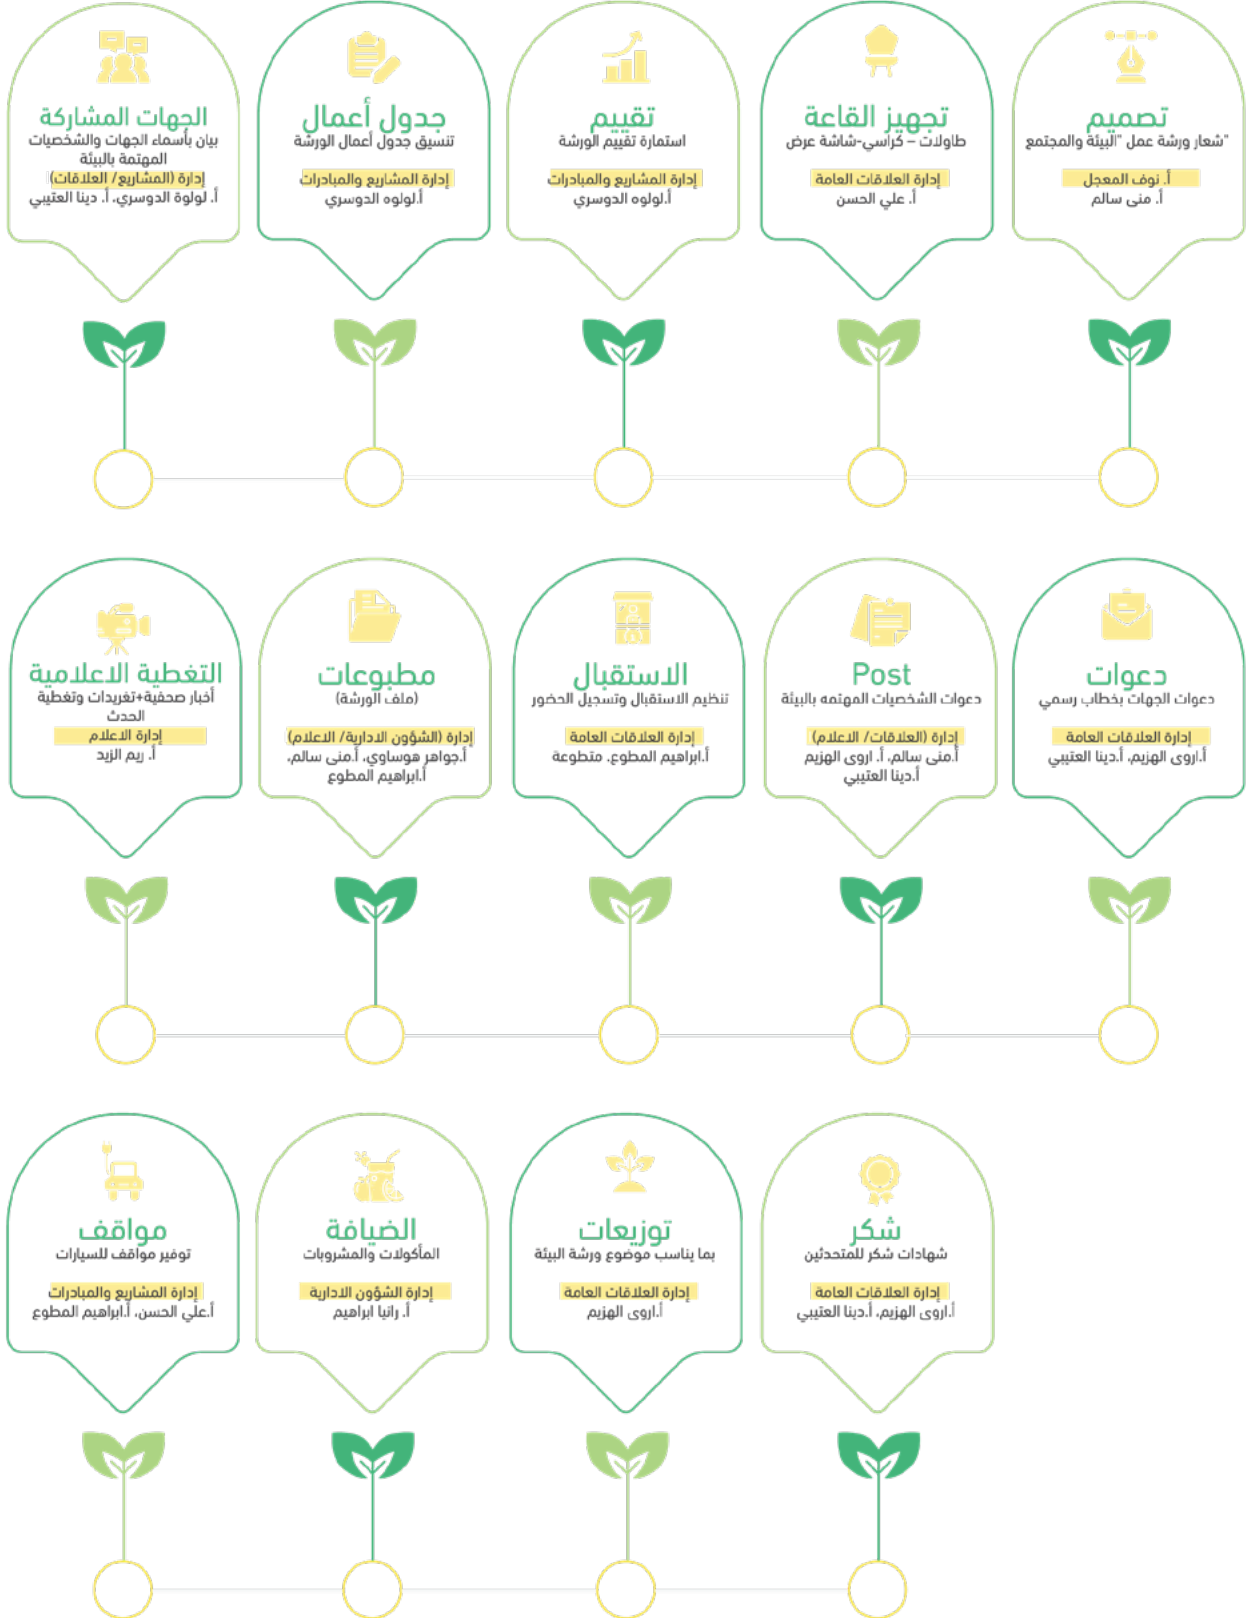 تصميم
شعار ورشة عمل "البيئة والمجتمع"
أ. نوف المعجل
أ. منى سالم
تجهيز القاعة
طاولات – كراسي-شاشة عرض
إدارة العلاقات العامة
أ. علي الحسن
تقييم
استمارة تقييم الورشة
إدارة المشاريع والمبادرات
أ.لولوه الدوسري
جدول أعمال
تنسيق جدول أعمال الورشة
إدارة المشاريع والمبادرات
أ.لولوه الدوسري
الجهات المشاركة
بيان بأسماء الجهات والشخصيات
المهتمة بالبيئة
إدارة (المشاريع/ العلاقات)
أ. لولوة الدوسري، أ. دينا العتيبي
دعوات
دعوات الجهات بخطاب رسمي
إدارة العلاقات العامة
أ.اروى الهزيم، أ.دينا العتيبي
Post
دعوات الشخصيات المهتمه بالبيئة
إدارة (العلاقات/ الاعلام)
أ.منى سالم، أ. اروى الهزيم
أ.دينا العتيبي
الاستقبال
تنظيم الاستقبال وتسجيل الحضور
إدارة العلاقات العامة
أ.ابراهيم المطوع. متطوعة
مطبوعات
(ملف الورشة)
إدارة (الشؤون الادارية/ الاعلام)
أ.جواهر هوساوي، أ.منى سالم،
أ.ابراهيم المطوع
التغطية الاعلامية
أخبار صحفية+تغريدات وتغطية
الحدث
إدارة الاعلام
أ. ريم الزيد
شكر
شهادات شكر للمتحدثين
إدارة العلاقات العامة
أ.اروى الهزيم، أ.دينا العتيبي
توزيعات
بما يناسب موضوع ورشة البيئة
إدارة العلاقات العامة
أ.اروى الهزيم
الضيافة
المأكولات والمشروبات
إدارة الشؤون الادارية
أ. رانيا ابراهيم
مواقف
توفير مواقف للسيارات
إدارة المشاريع والمبادرات
أ.علي الحسن، أ.ابراهيم المطوع